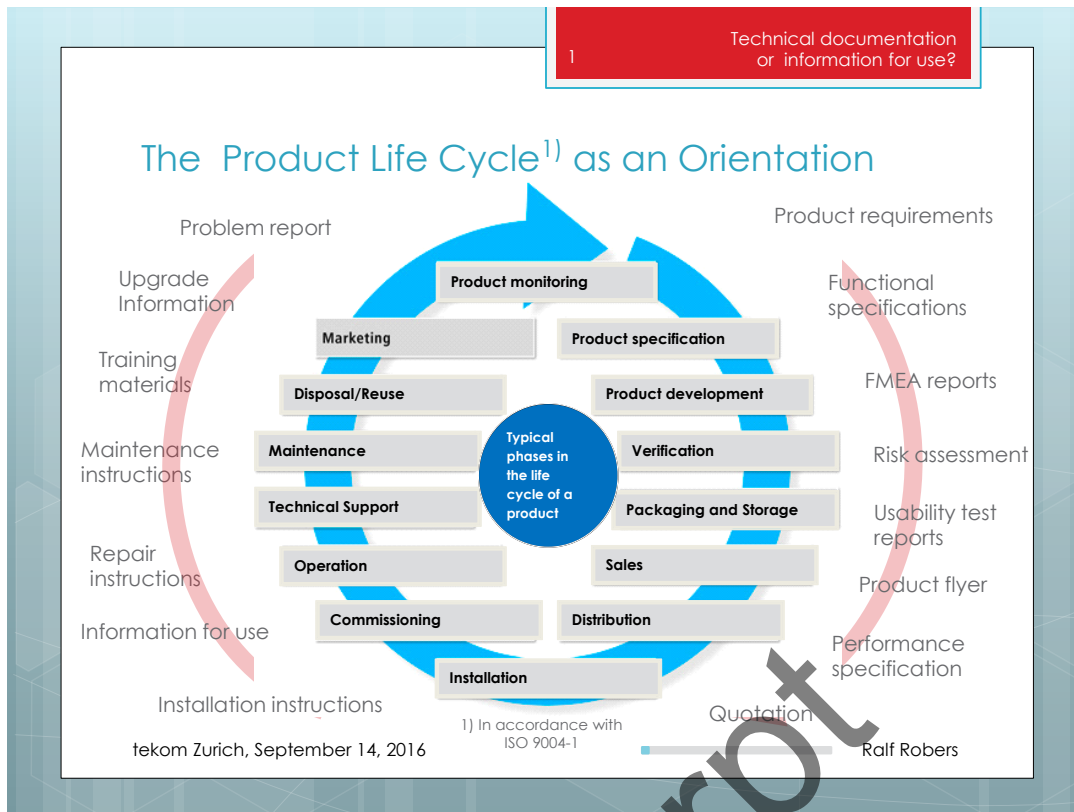 1
Technical documentation
or information for use?
The Product Life Cycle1) as an Orientation
Problem report
Upgrade
Information
Training
materials
Maintenance
instructions
Repair
instructions
Information for use
Installation instructions
Product monitoring
Marketing
Product specification
Disposal/Reuse
Product development
Maintenance
Verification
Technical Support
Packaging and Storage
Operation
Sales
Commissioning
Distribution
Installation
Typical
phases in
the life
cycle of a
product
Product requirements
Functional
specifications
FMEA reports
Risk assessment
Usability test
reports
Product flyer
Performance
specification
Quotation
1) In accordance with
ISO 9004-1
tekom Zurich, September 14, 2016
Ralf Robers